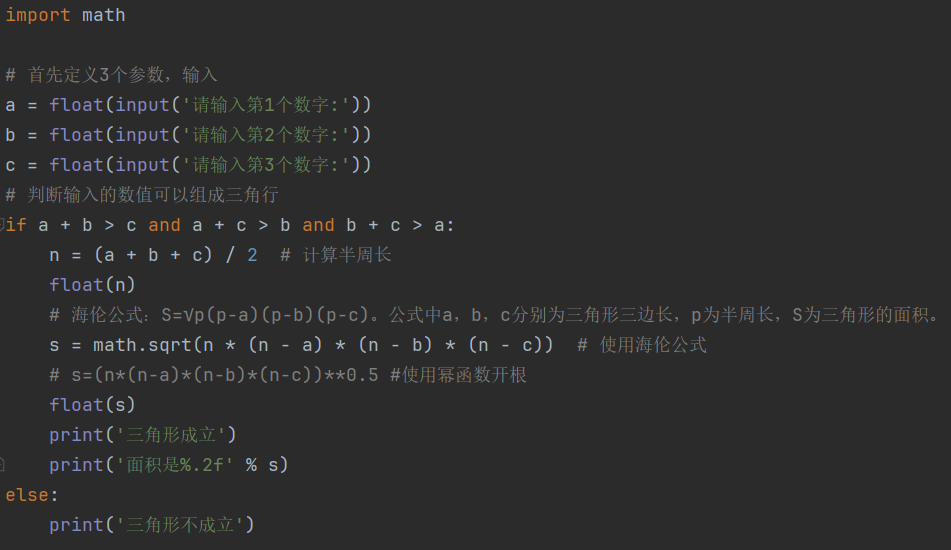 import math
# 首先定义3个参数，输入
a = float(input('请输入第1个数字:'))
b = float(input('请输入第2个数字:'))
c = float(input('请输入第3个数字:'))
# 判断输入的数值可以组成三角行
if a + b > c and a + c > b and b + c > a:
    n = (a + b + c) / 2  # 计算半周长
    float(n)
    # 海伦公式：S=√p(p-a)(p-b)(p-c)。公式中a，b，c分别为三角形三边长，p为半周长，S为三角形的面积。
    s = math.sqrt(n * (n - a) * (n - b) * (n - c))  # 使用海伦公式
    # s=(n*(n-a)*(n-b)*(n-c))**0.5 #使用幂函数开根
    float(s)
    print('三角形成立')
    print('面积是%.2f' % s)
else:
    print('三角形不成立')